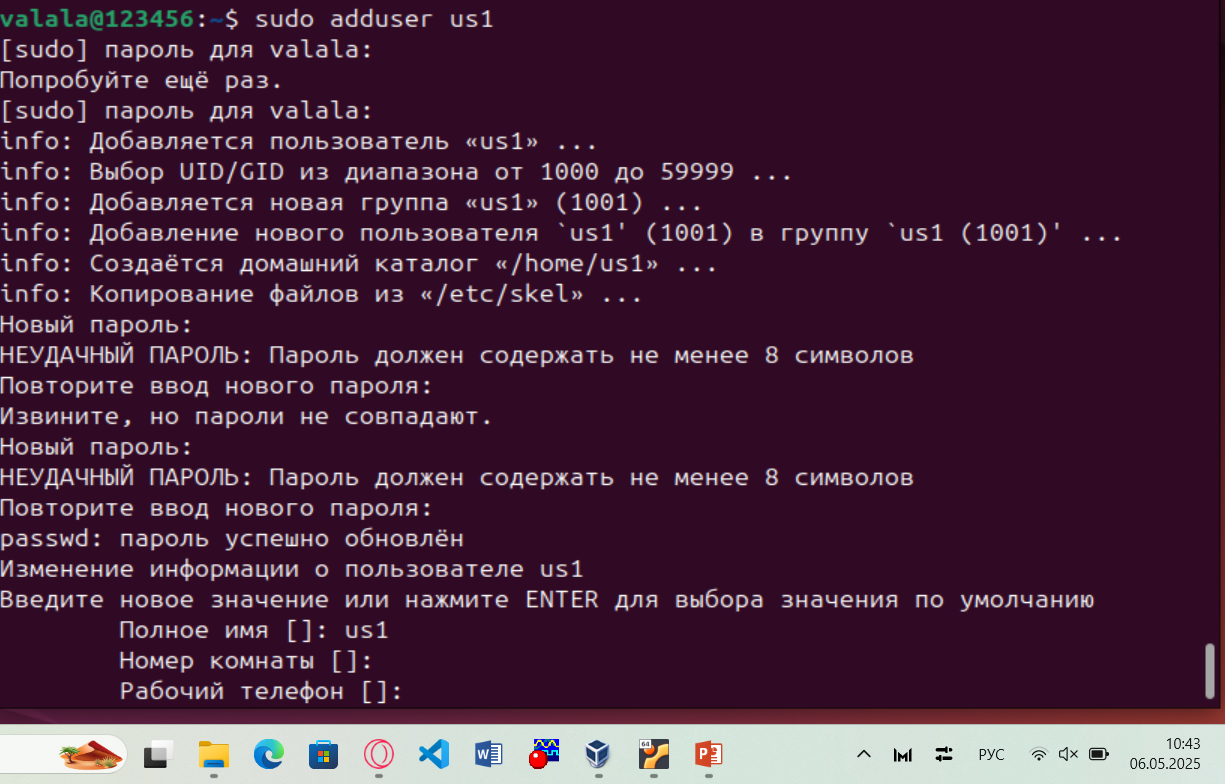 valala@123456:~$ sudo adduser us1
[sudo] пароль для valala:
Попробуйте ещё раз.
[sudo] пароль для valala:
info: Добавляется пользователь «us1» ...
info: Выбор UID/GID из диапазона от 1000 до 59999 ...
info: Добавляется новая группа «us1» (1001) ...
info: Добавление нового пользователя `us1' (1001) в группу `us1 (1001)' ...
info: Создаётся домашний каталог «/home/us1» ...
info: Копирование файлов из «/etc/skel» ...
Новый пароль:
НЕУДАЧНЫЙ ПАРОЛЬ: Пароль должен содержать не менее 8 символов
Повторите ввод нового пароля:
Извините, но пароли не совпадают.
Новый пароль:
НЕУДАЧНЫЙ ПАРОЛЬ: Пароль должен содержать не менее 8 символов
Повторите ввод нового пароля:
passwd: пароль успешно обновлён
Изменение информации о пользователе us1
Введите новое значение или нажмите ENTER для выбора значения по умолчанию
Полное имя []: us1
Номер комнаты []:
Рабочий телефон []:
W
64
P
РУС
10:43
06.05.2025